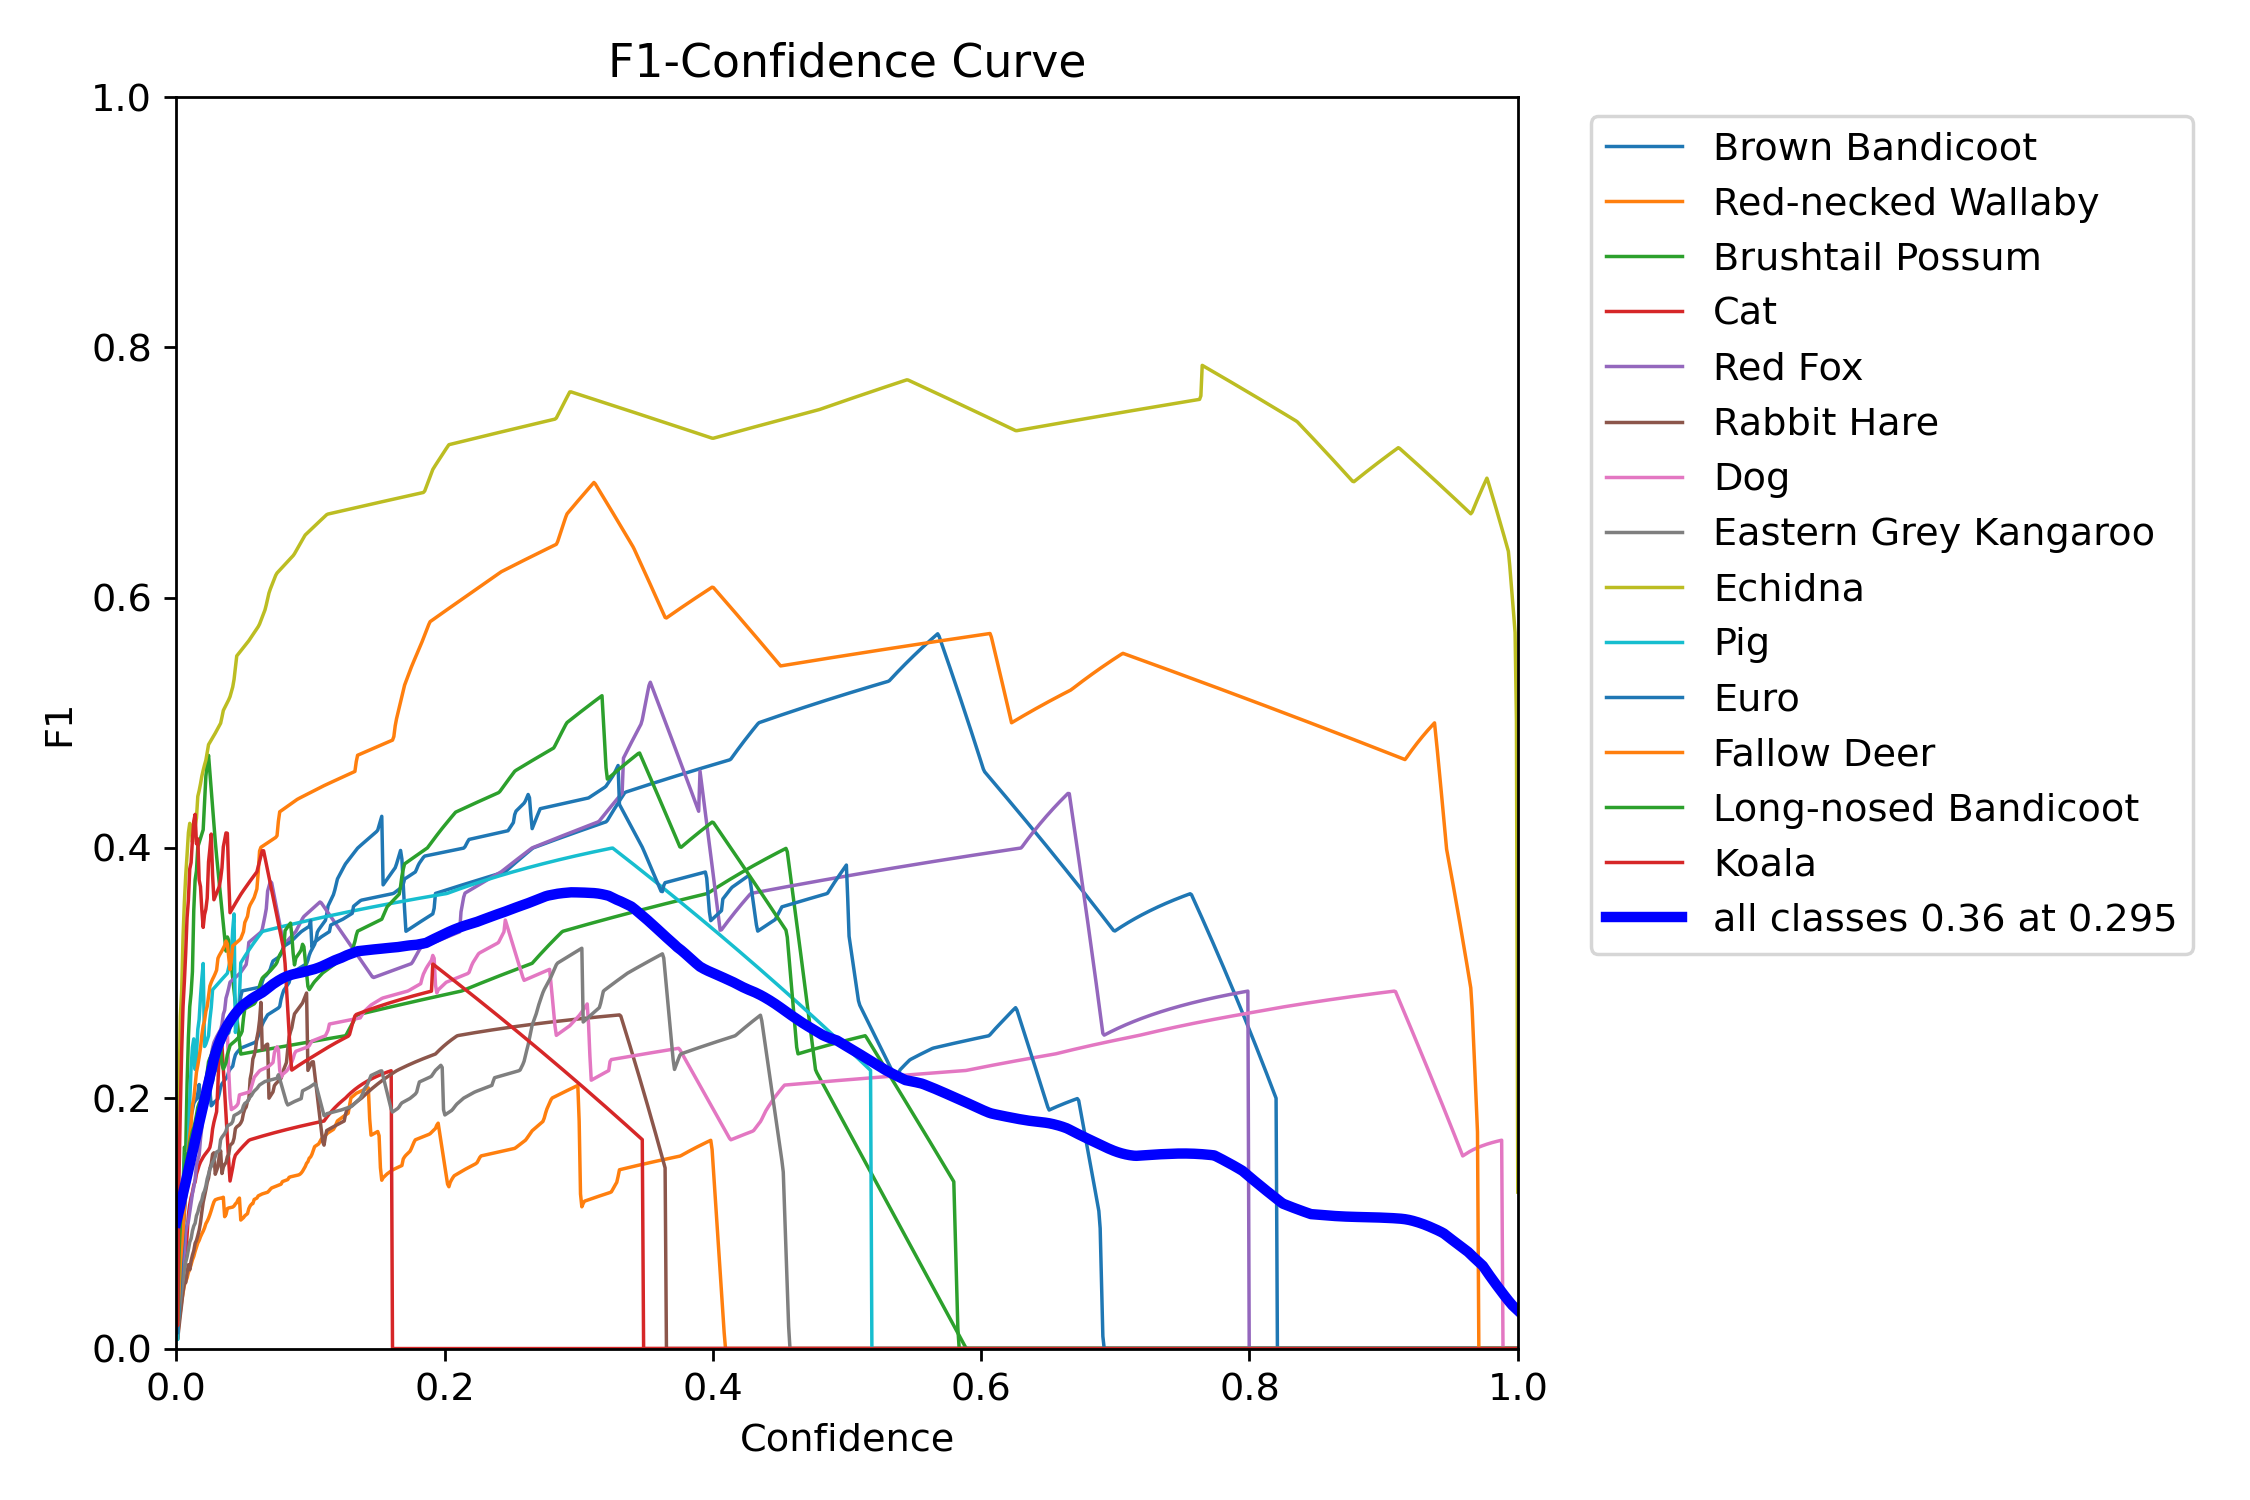 F1-Confidence Curve
1.0
0.8
0.6
0.4
0.2
0.0
F1
0.0 0.2 0.4 0.6 0.8 1.0
Confidence
Brown Bandicoot
Red-necked Wallaby
Brushtail Possum
Cat
Red Fox
Rabbit Hare
Dog
Eastern Grey Kangaroo
Echidna
Pig
Euro
Fallow Deer
Long-nosed Bandicoot
Koala
all classes 0.36 at 0.295